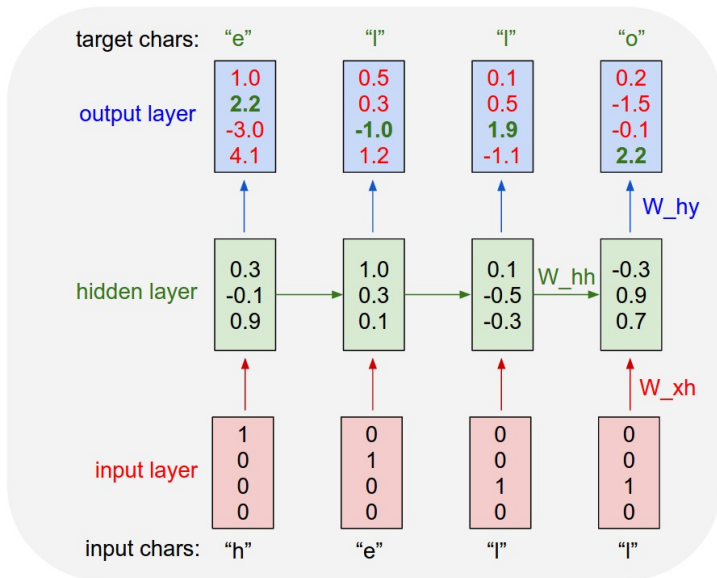 target chars: “e” “l” “l” “o”
1.0 0.5 0.1 0.2
2.2 0.3 0.5 -1.5
output layer
-3.0 -1.0 1.9 -0.1
4.1 1.2 -1.1 2.2
W_hy
0.3 1.0 0.1 -0.3
W_hh
hidden layer -0.1 0.3 -0.5 0.9
0.9 0.1 -0.3 0.7
W_xh
1 0 0 0
0 1 0 0
input layer
0 0 1 1
0 0 0 0
input chars: “h” “e” “l” “l”